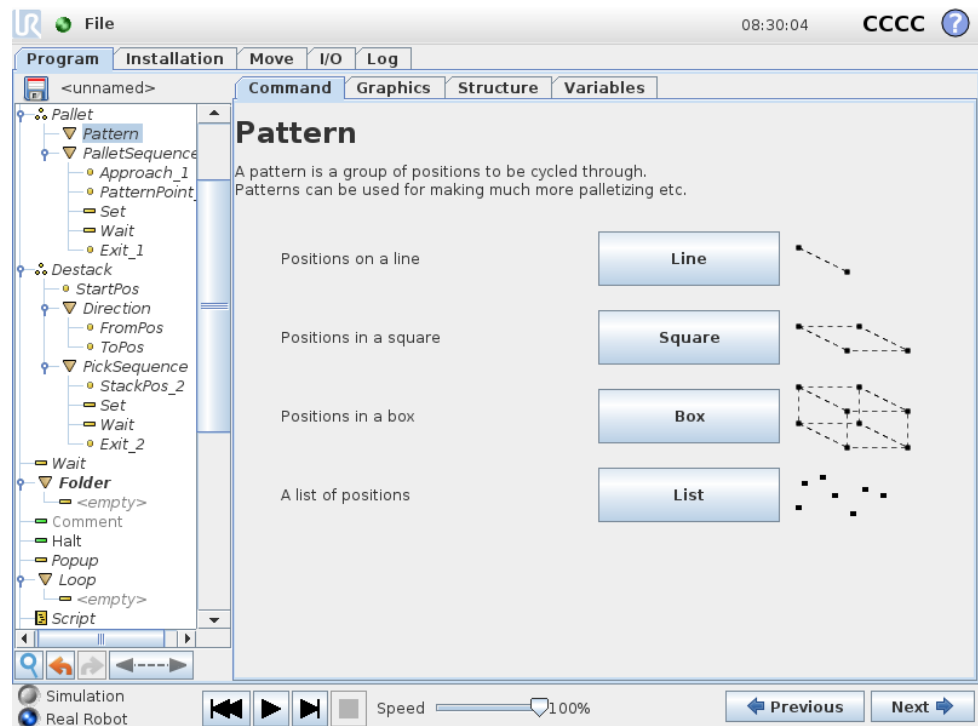 UR File 08:30:04 CCCC ?
Program Installation Move I/O Log
<unnamed> Command Graphics Structure Variables
Pallet
Pattern
PalletSequence
Approach_1
PatternPoint_
Set
Wait
Exit_1
Destack
StartPos
Direction
FromPos
ToPos
PickSequence
StackPos_2
Set
Wait
Exit_2
Wait
Folder
<empty>
Comment
Halt
Popup
Loop
<empty>
Script
Pattern
A pattern is a group of positions to be cycled through.
Patterns can be used for making much more palletizing etc.
Positions on a line Line
Positions in a square Square
Positions in a box Box
A list of positions List
Simulation
Real Robot
Speed 100%
Previous Next